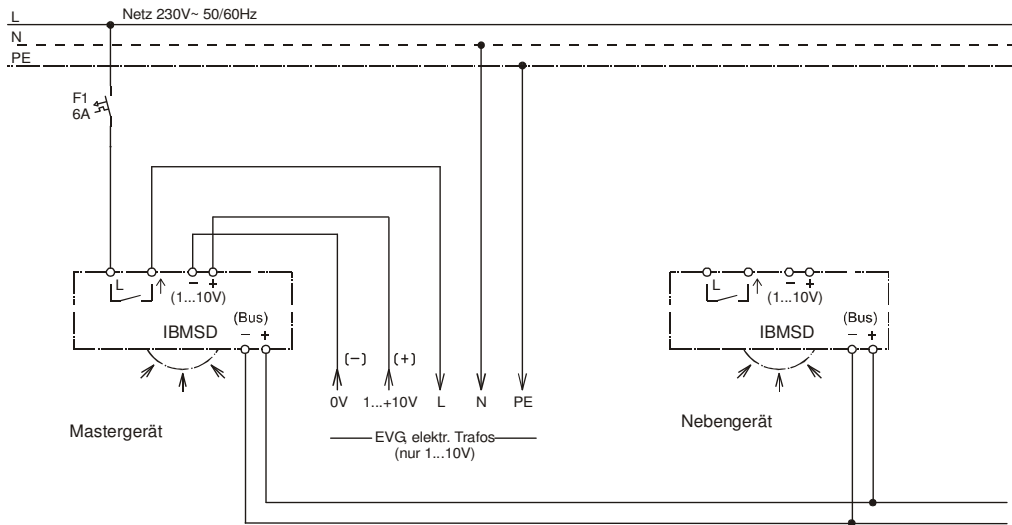 L
Netz 230V~ 50/60Hz
N
PE
F1
6A
L
− +
(1...10V)
(Bus)
IBMSD
− +
L
− +
(1...10V)
(Bus)
IBMSD
− +
(−) (+)
0V 1...+10V L N PE
Mastergerät
Nebengerät
EVG, elektr. Trafos
(nur 1...10V)